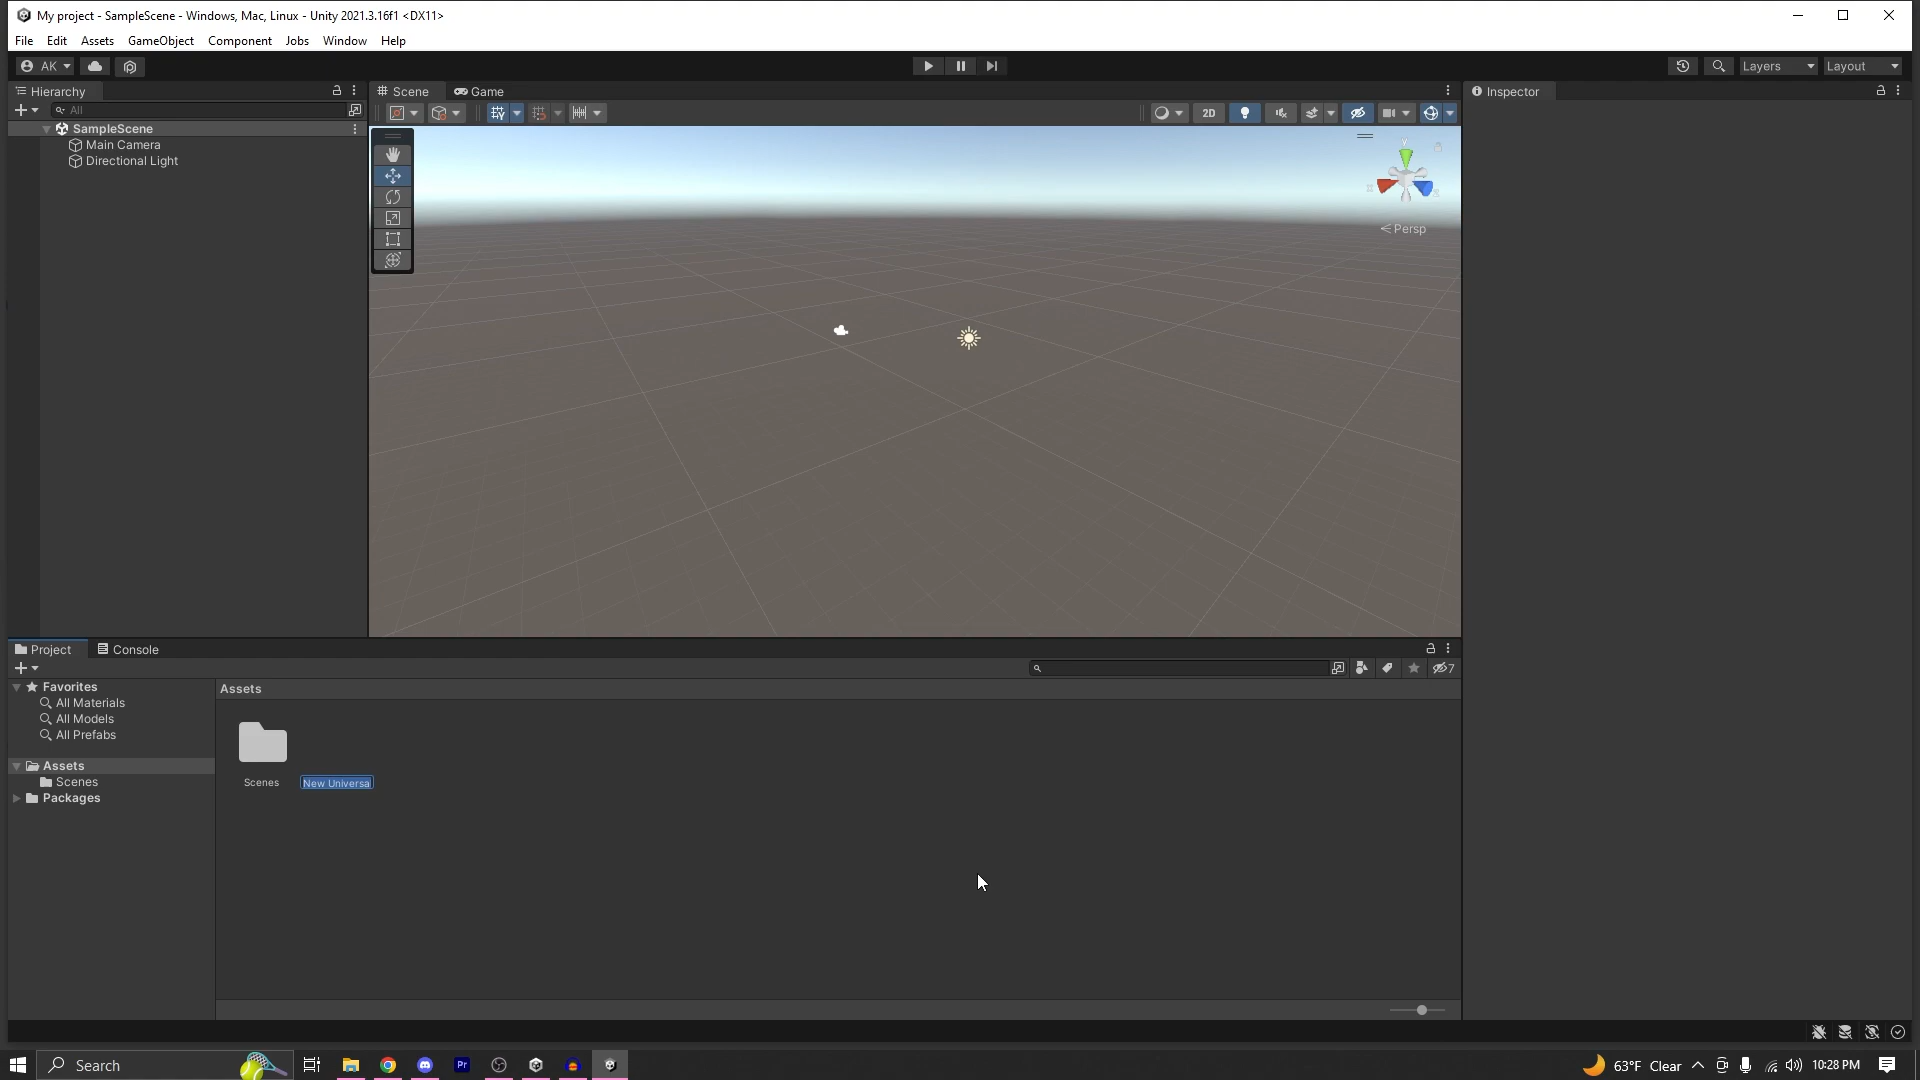 My project - SampleScene - Windows, Mac, Linux - Unity 2021.3.16f1 <DX11>
File Edit Assets GameObject Component Jobs Window Help
AK
Layers
Layout
Hierarchy
All
SampleScene
Main Camera
Directional Light
Scene
Game
2D
y
Persp
Inspector
Project
Console
7
Favorites
All Materials
All Models
All Prefabs
Assets
Scenes
Packages
Assets
Scenes
New Universa
Search
Pr
63°F Clear
10:28 PM